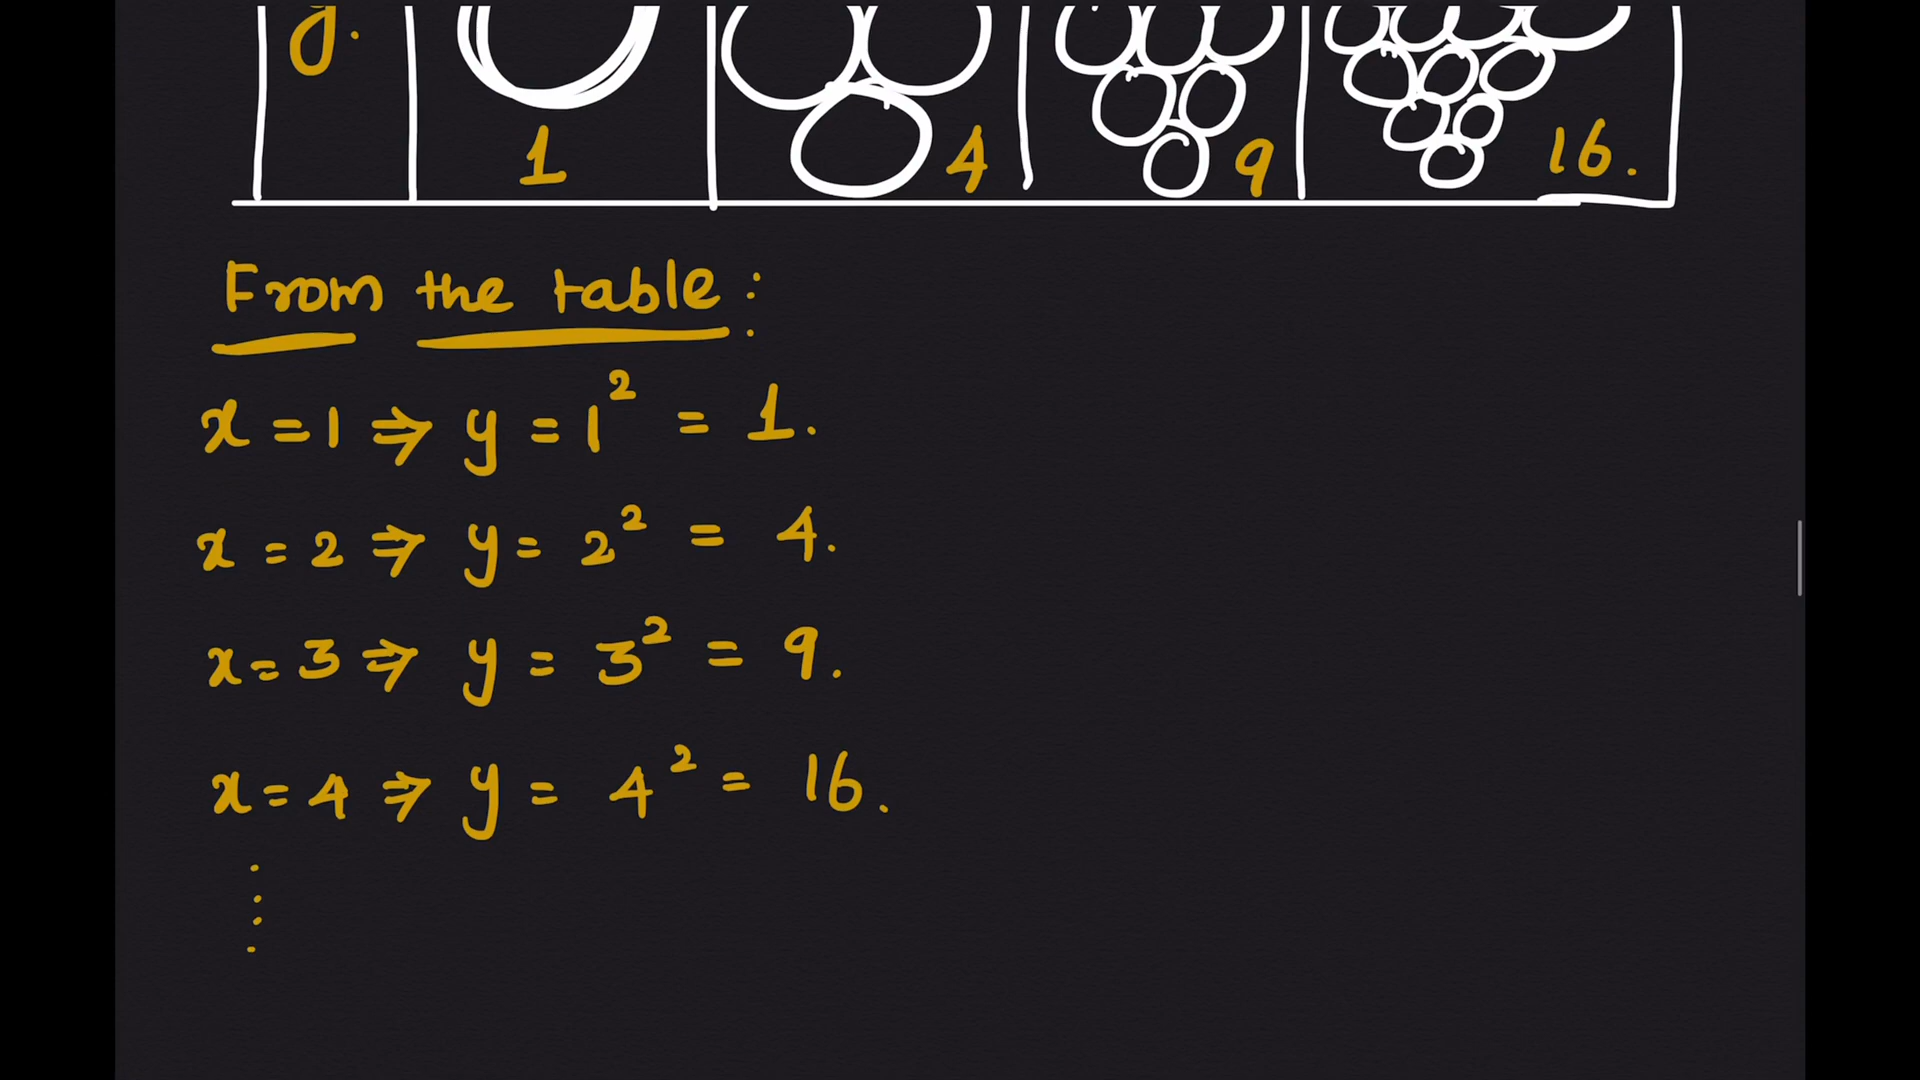 y.
1 4 9 16.
From the table:
x = 1 ⇒ y = 1² = 1.
x = 2 ⇒ y = 2² = 4.
x = 3 ⇒ y = 3² = 9.
x = 4 ⇒ y = 4² = 16.